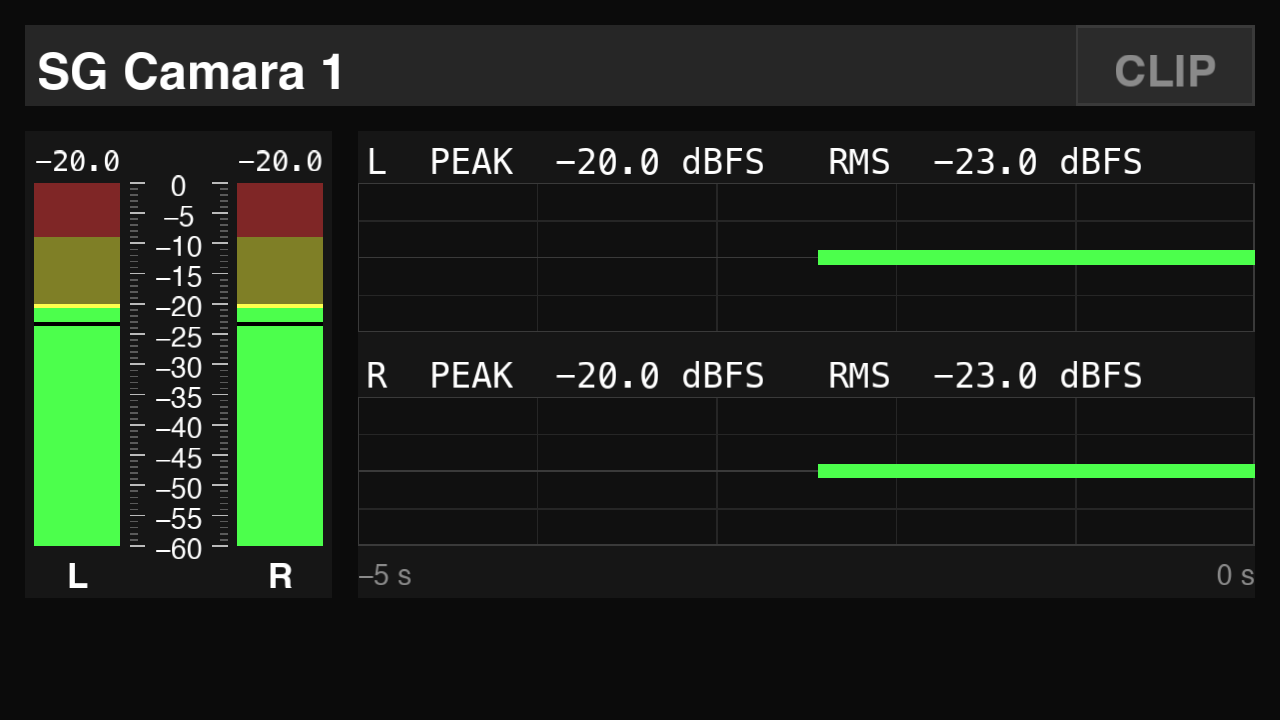 SG Camara 1
CLIP
−20.0 −20.0
0
−5
−10
−15
−20
−25
−30
−35
−40
−45
−50
−55
−60
L R
L PEAK −20.0 dBFS RMS −23.0 dBFS
R PEAK −20.0 dBFS RMS −23.0 dBFS
−5 s 0 s